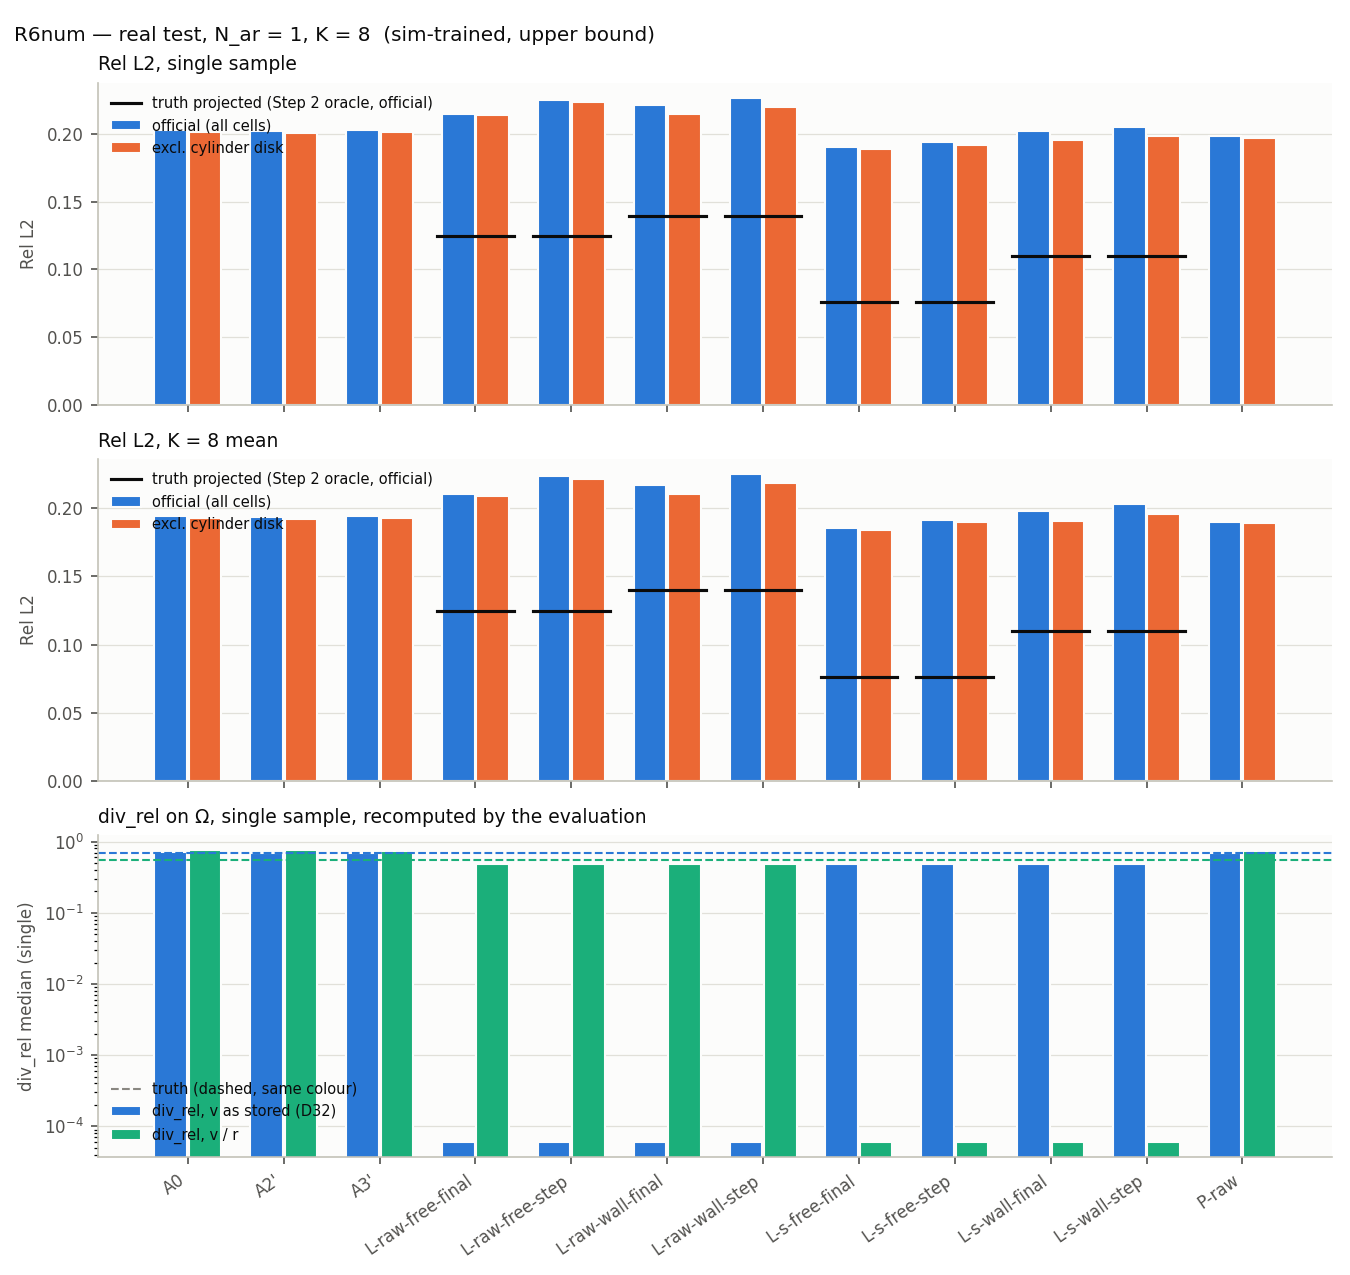 R6num — real test, N_ar = 1, K = 8  (sim-trained, upper bound)
Rel L2, single sample
truth projected (Step 2 oracle, official)
official (all cells)
excl. cylinder disk
0.20
0.15
0.10
0.05
0.00
Rel L2
Rel L2, K = 8 mean
truth projected (Step 2 oracle, official)
official (all cells)
excl. cylinder disk
0.20
0.15
0.10
0.05
0.00
Rel L2
div_rel on Ω, single sample, recomputed by the evaluation
10⁰
10⁻¹
10⁻²
10⁻³
10⁻⁴
div_rel median (single)
truth (dashed, same colour)
div_rel, v as stored (D32)
div_rel, v / r
A0
A2'
A3'
L-raw-free-final
L-raw-free-step
L-raw-wall-final
L-raw-wall-step
L-s-free-final
L-s-free-step
L-s-wall-final
L-s-wall-step
P-raw